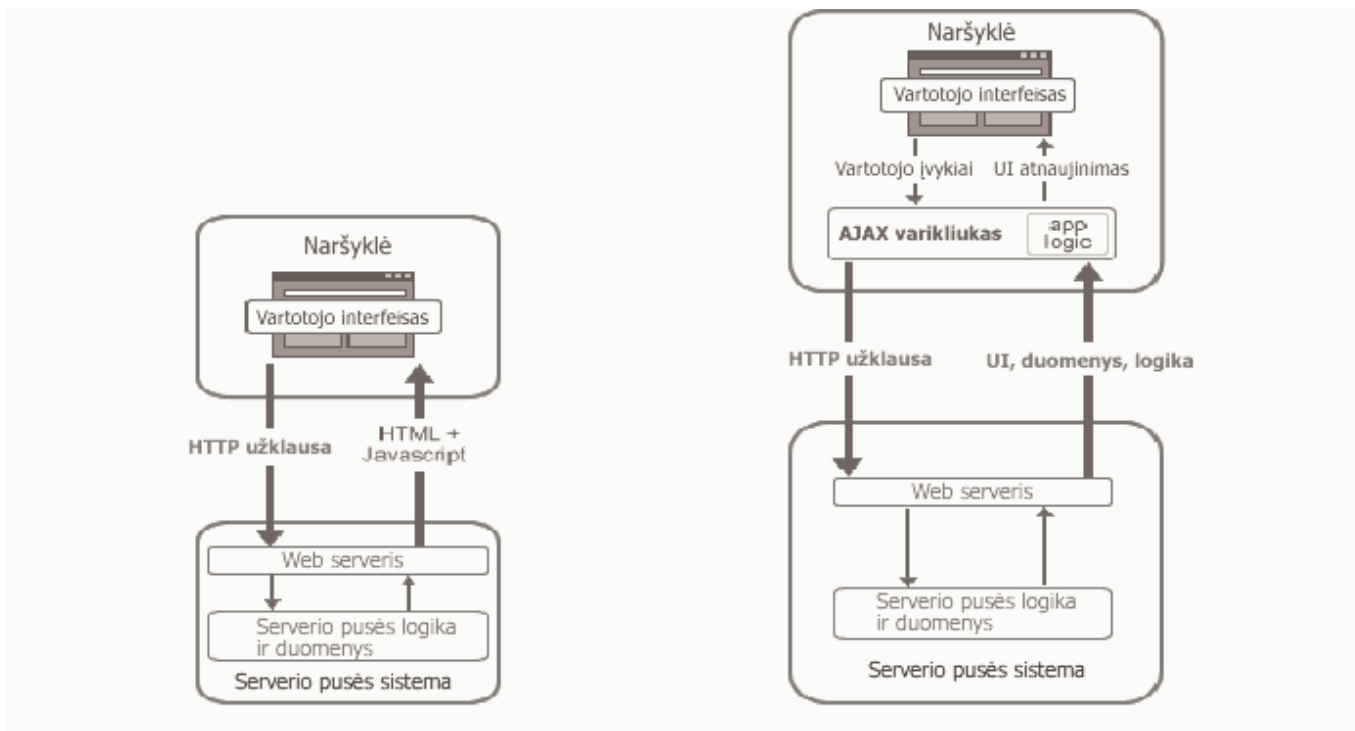 Naršyklė
Vartotojo interfeisas
HTTP užklausa
HTML +
Javascript
Web serveris
Serverio pusės logika
ir duomenys
Serverio pusės sistema
Naršyklė
Vartotojo interfeisas
Vartotojo įvykiai
UI atnaujinimas
AJAX varikliukas
app
logic
HTTP užklausa
UI, duomenys, logika
Web serveris
Serverio pusės logika
ir duomenys
Serverio pusės sistema